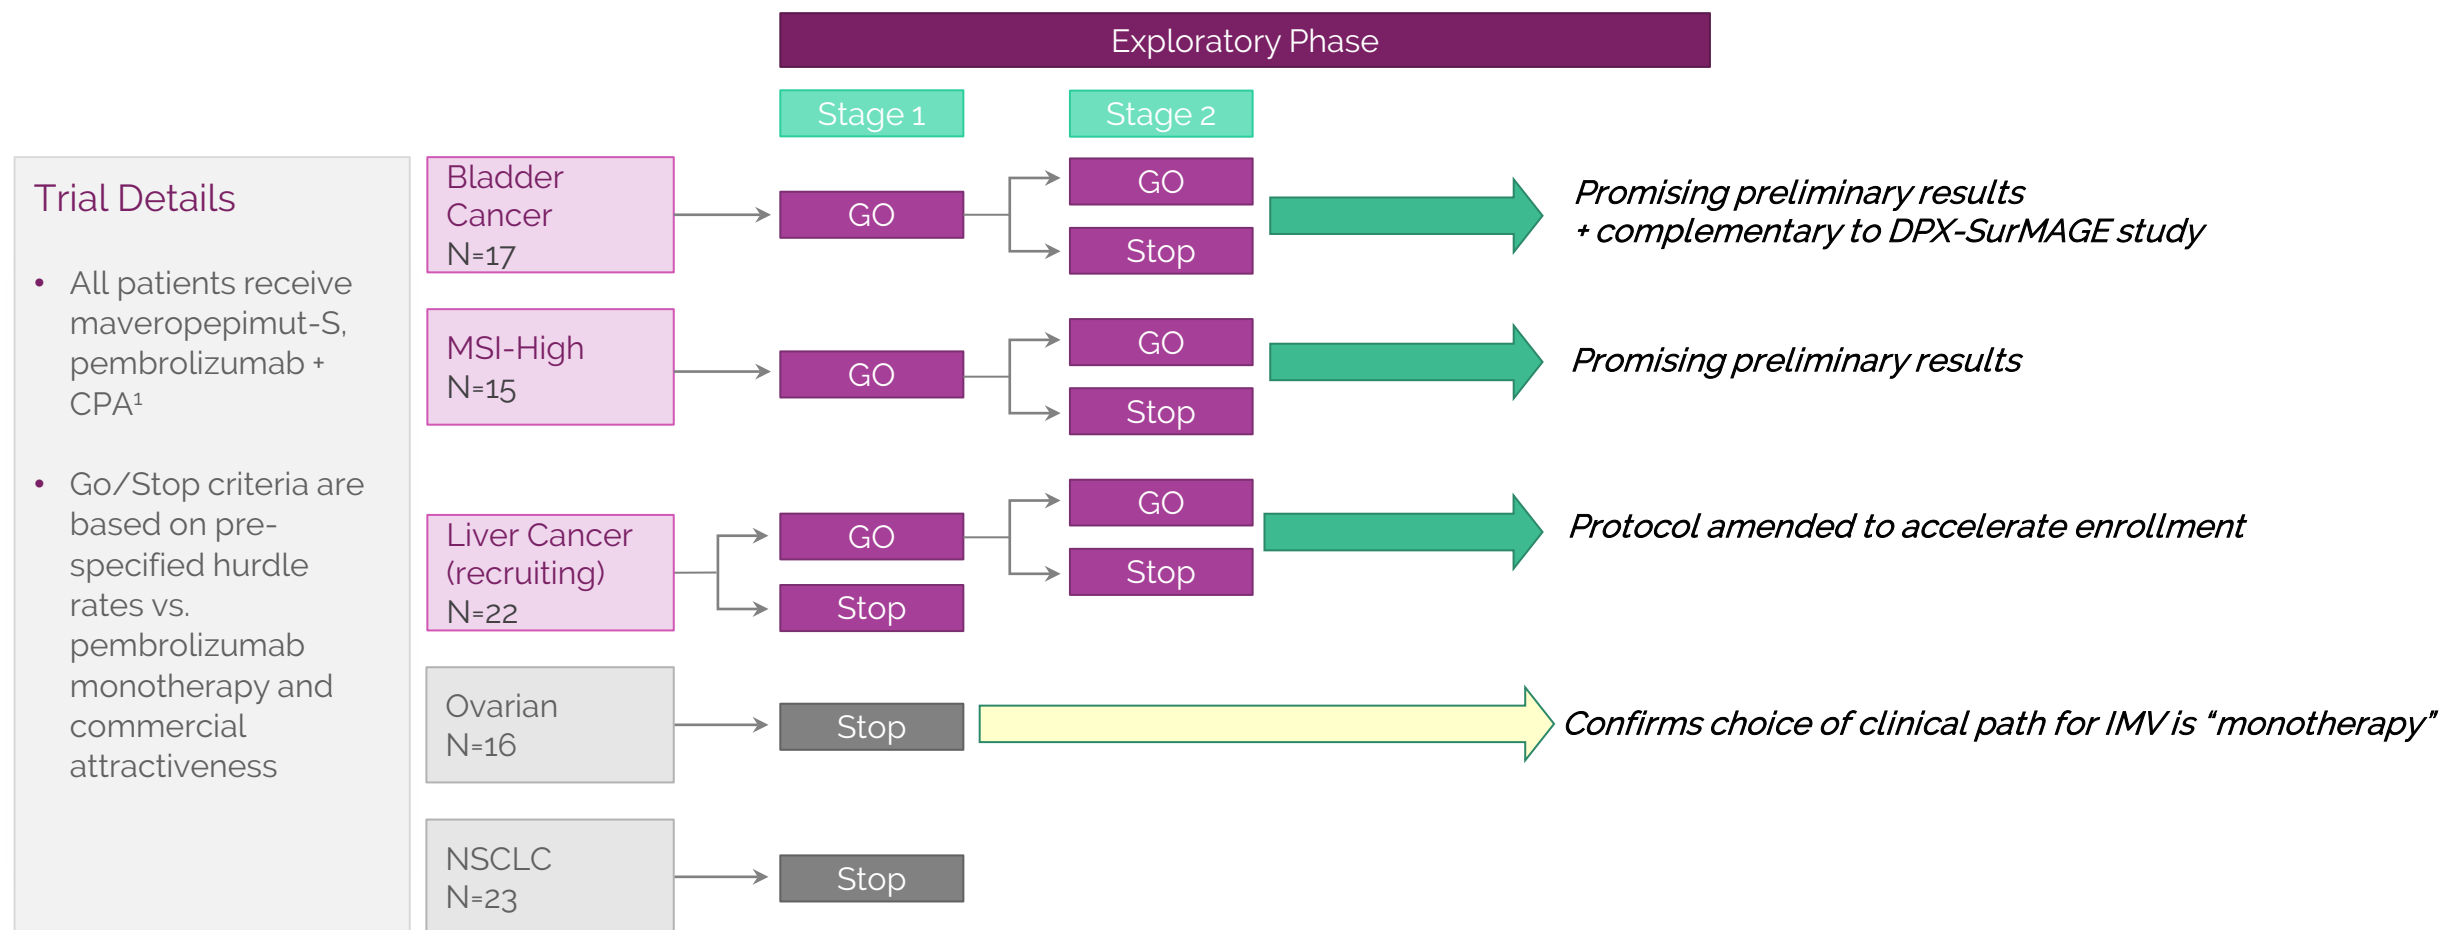 Exploratory Phase
Stage 1
Stage 2
Trial Details
• All patients receive
maveropepimut-S,
pembrolizumab +
CPA¹
• Go/Stop criteria are
based on pre-
specified hurdle
rates vs.
pembrolizumab
monotherapy and
commercial
attractiveness
Bladder
Cancer
N=17
GO
GO
Stop
Promising preliminary results
+ complementary to DPX-SurMAGE study
MSI-High
N=15
GO
GO
Stop
Promising preliminary results
Liver Cancer
(recruiting)
N=22
GO
Stop
GO
Stop
Protocol amended to accelerate enrollment
Ovarian
N=16
Stop
Confirms choice of clinical path for IMV is “monotherapy”
NSCLC
N=23
Stop